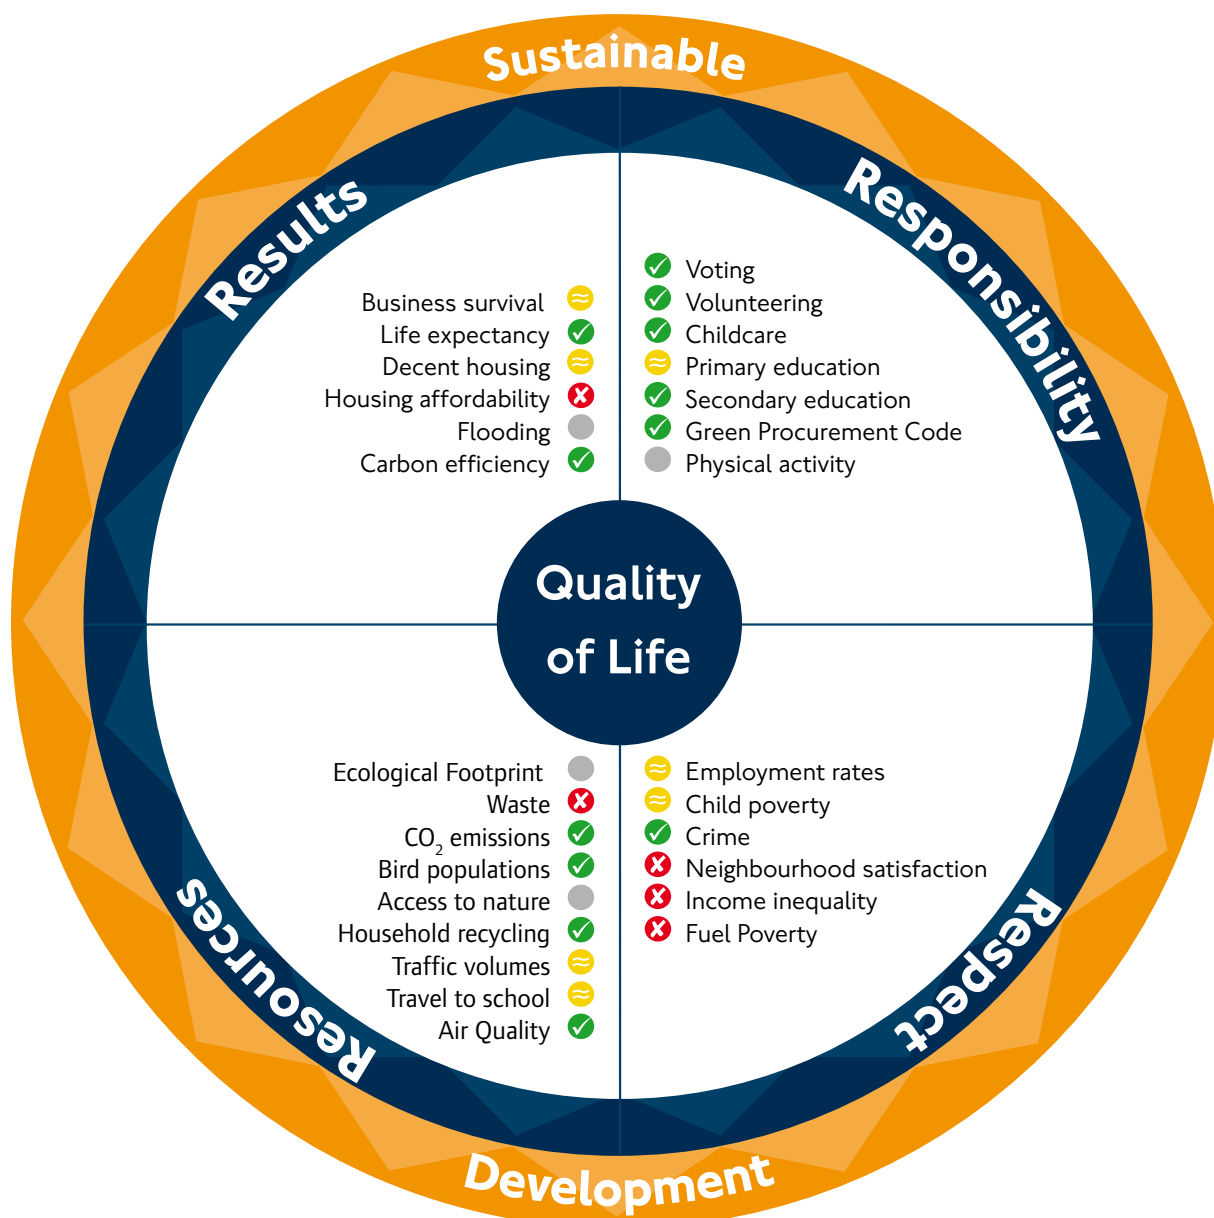 Sustainable
Results
Responsibility
Business survival
Life expectancy
Decent housing
Housing affordability
Flooding
Carbon efficiency
Voting
Volunteering
Childcare
Primary education
Secondary education
Green Procurement Code
Physical activity
Quality
of Life
Ecological Footprint
Waste
CO₂ emissions
Bird populations
Access to nature
Household recycling
Traffic volumes
Travel to school
Air Quality
Employment rates
Child poverty
Crime
Neighbourhood satisfaction
Income inequality
Fuel Poverty
Resources
Respect
Development